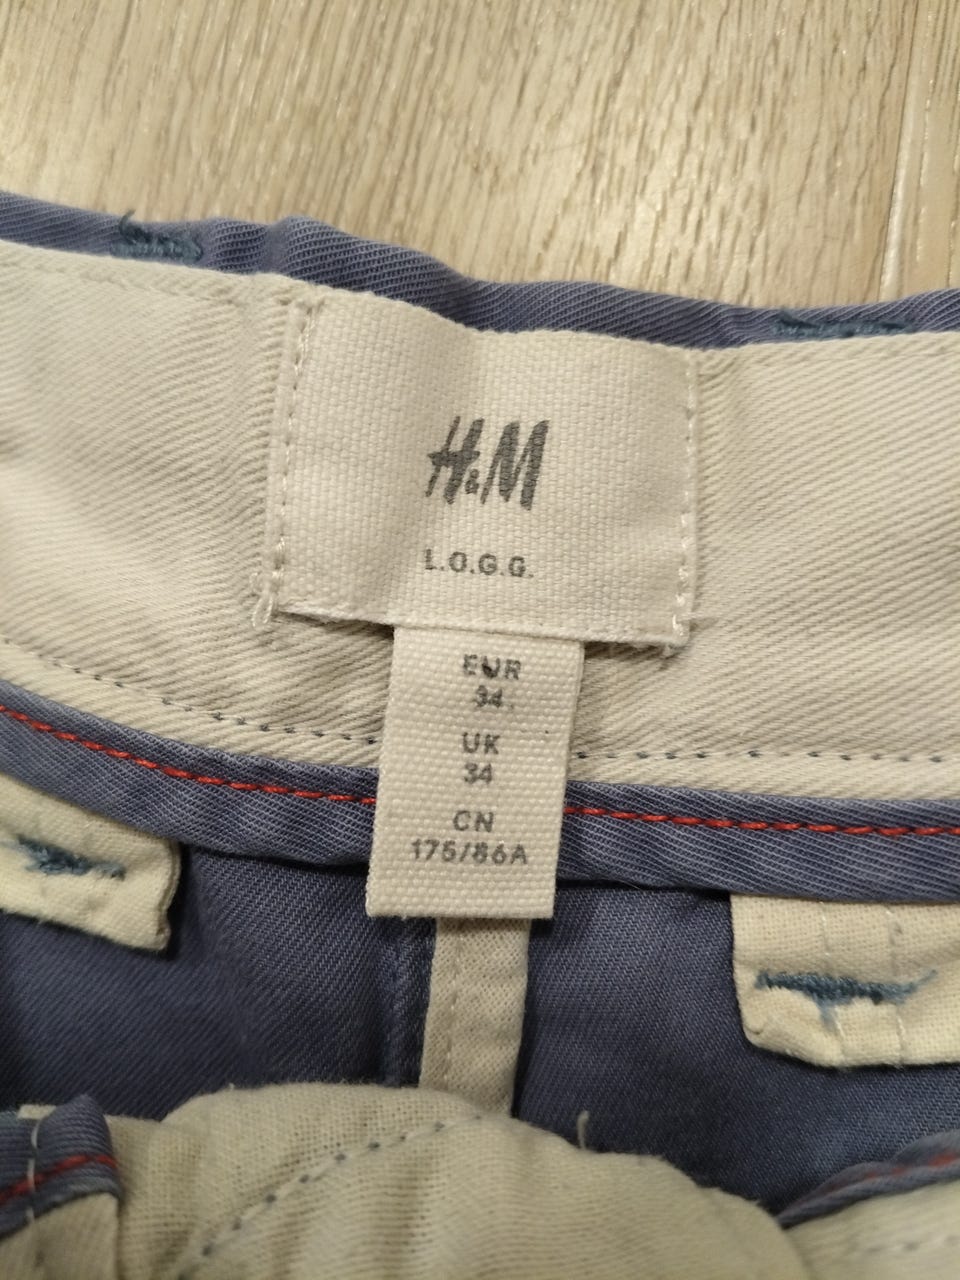 H&M
L.O.G.G.
EUR
34
UK
34
CN
175/86A